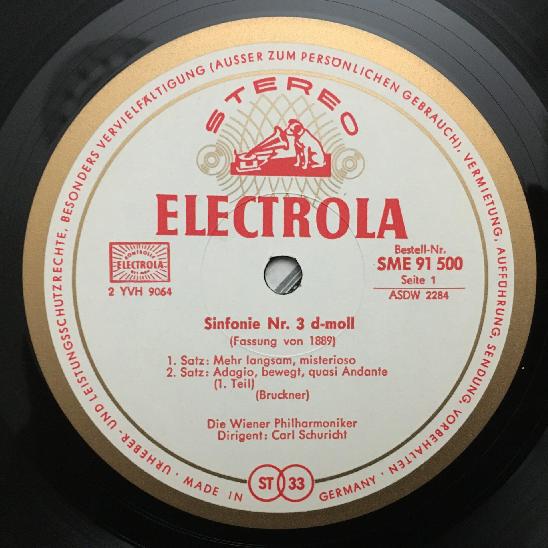 URHEBER- UND LEISTUNGSSCHUTZRECHTE, BESONDERS VERVIELFÄLTIGUNG (AUSSER ZUM PERSÖNLICHEN GEBRAUCH), VERMIETUNG, AUFFÜHRUNG, SENDUNG, VORBEHALTEN ·
STEREO
ELECTROLA
ELECTROLA
2 YVH 9064
Bestell-Nr.
SME 91 500
Seite 1
ASDW 2284
Sinfonie Nr. 3 d-moll
(Fassung von 1889)
1. Satz: Mehr langsam, misterioso
2. Satz: Adagio, bewegt, quasi Andante
(1. Teil)
(Bruckner)
Die Wiener Philharmoniker
Dirigent: Carl Schuricht
· MADE IN GERMANY ·
ST 33